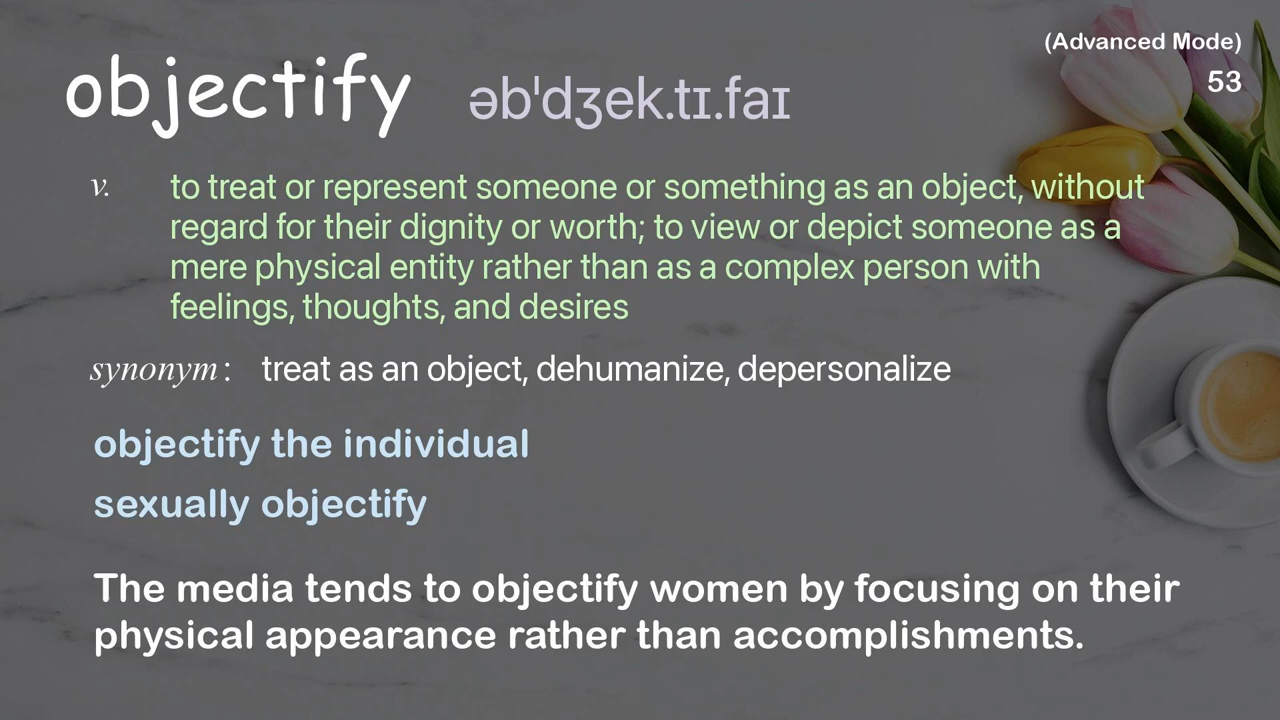 (Advanced Mode)
53
objectify əb'dʒek.tɪ.faɪ
v. to treat or represent someone or something as an object, without
regard for their dignity or worth; to view or depict someone as a
mere physical entity rather than as a complex person with
feelings, thoughts, and desires
synonym: treat as an object, dehumanize, depersonalize
objectify the individual
sexually objectify
The media tends to objectify women by focusing on their
physical appearance rather than accomplishments.